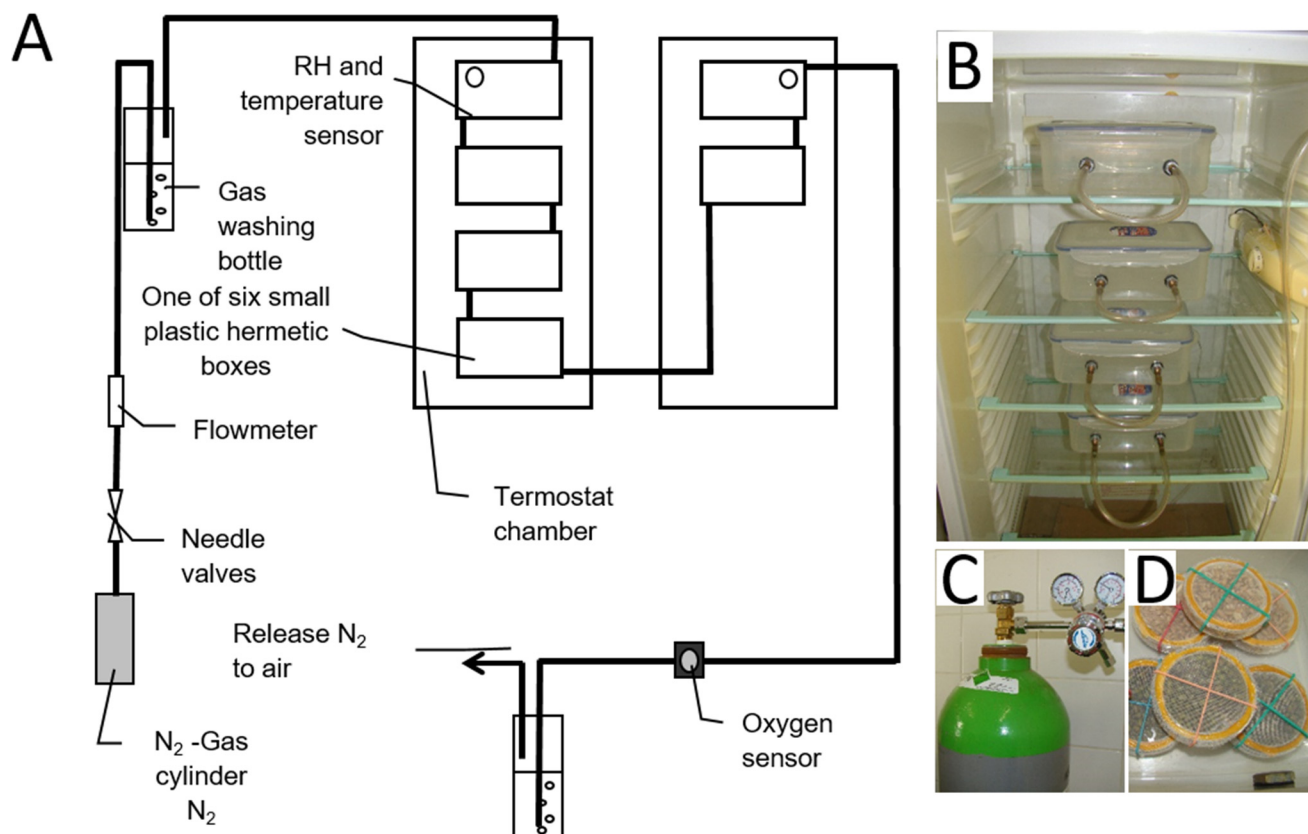 A
RH and
temperature
sensor
Gas
washing
bottle
One of six small
plastic hermetic
boxes
Flowmeter
Termostat
chamber
Needle
valves
Release N₂
to air
N₂ -Gas
cylinder
N₂
Oxygen
sensor
B
C
D